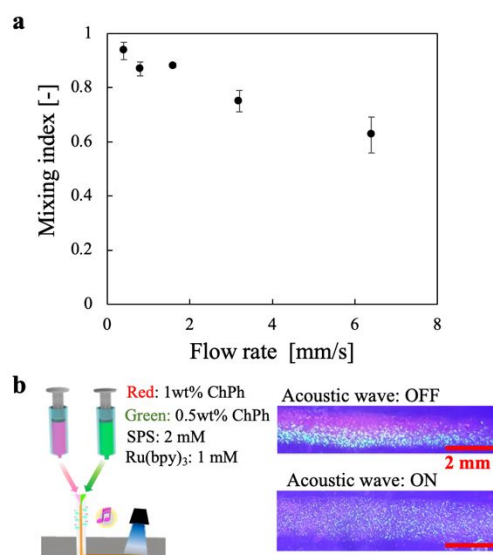 a
1
0.8
0.6
0.4
0.2
0
Mixing index [-]
0 2 4 6 8
Flow rate [mm/s]
b
Red: 1wt% ChPh
Green: 0.5wt% ChPh
SPS: 2 mM
Ru(bpy)₃: 1 mM
Acoustic wave: OFF
2 mm
Acoustic wave: ON